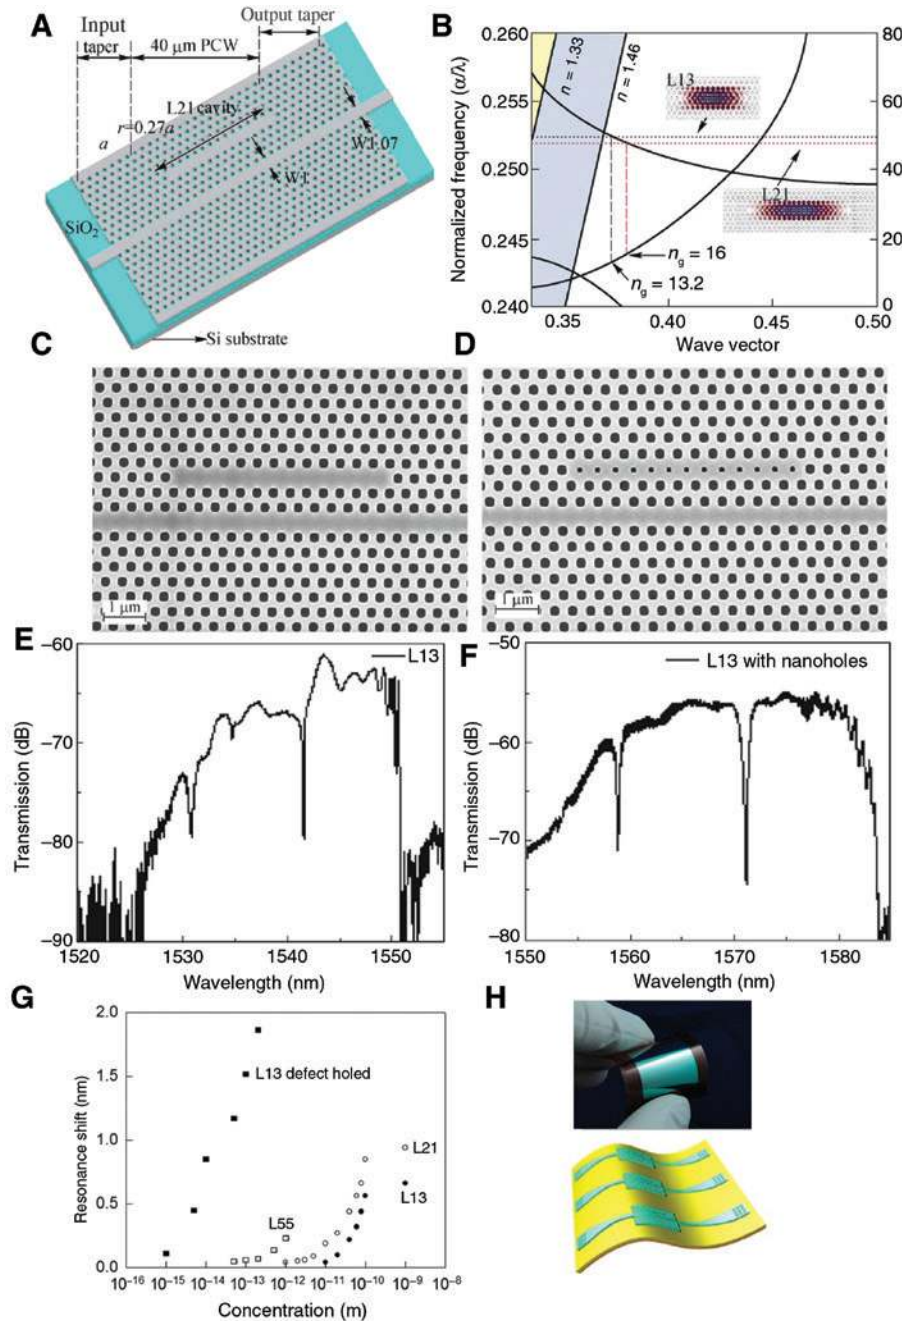 A
Input
taper
40 μm PCW
Output taper
L21 cavity
r=0.27a
a
W1.07
W1
SiO2
Si substrate
B
Normalized frequency (α/λ)
0.260
0.255
0.250
0.245
0.240
n = 1.33
n = 1.46
L13
L21
ng = 16
ng = 13.2
80
60
40
20
0
0.35
0.40
0.45
0.50
Wave vector
C
1 μm
D
1 μm
E
Transmission (dB)
−60
−70
−80
−90
L13
1520
1530
1540
1550
Wavelength (nm)
F
Transmission (dB)
−50
−60
−70
−80
L13 with nanoholes
1550
1560
1570
1580
Wavelength (nm)
G
Resonance shift (nm)
2.0
1.5
1.0
0.5
0.0
L13 defect holed
L55
L21
L13
10−16
10−15
10−14
10−13
10−12
10−11
10−10
10−9
10−8
Concentration (m)
H